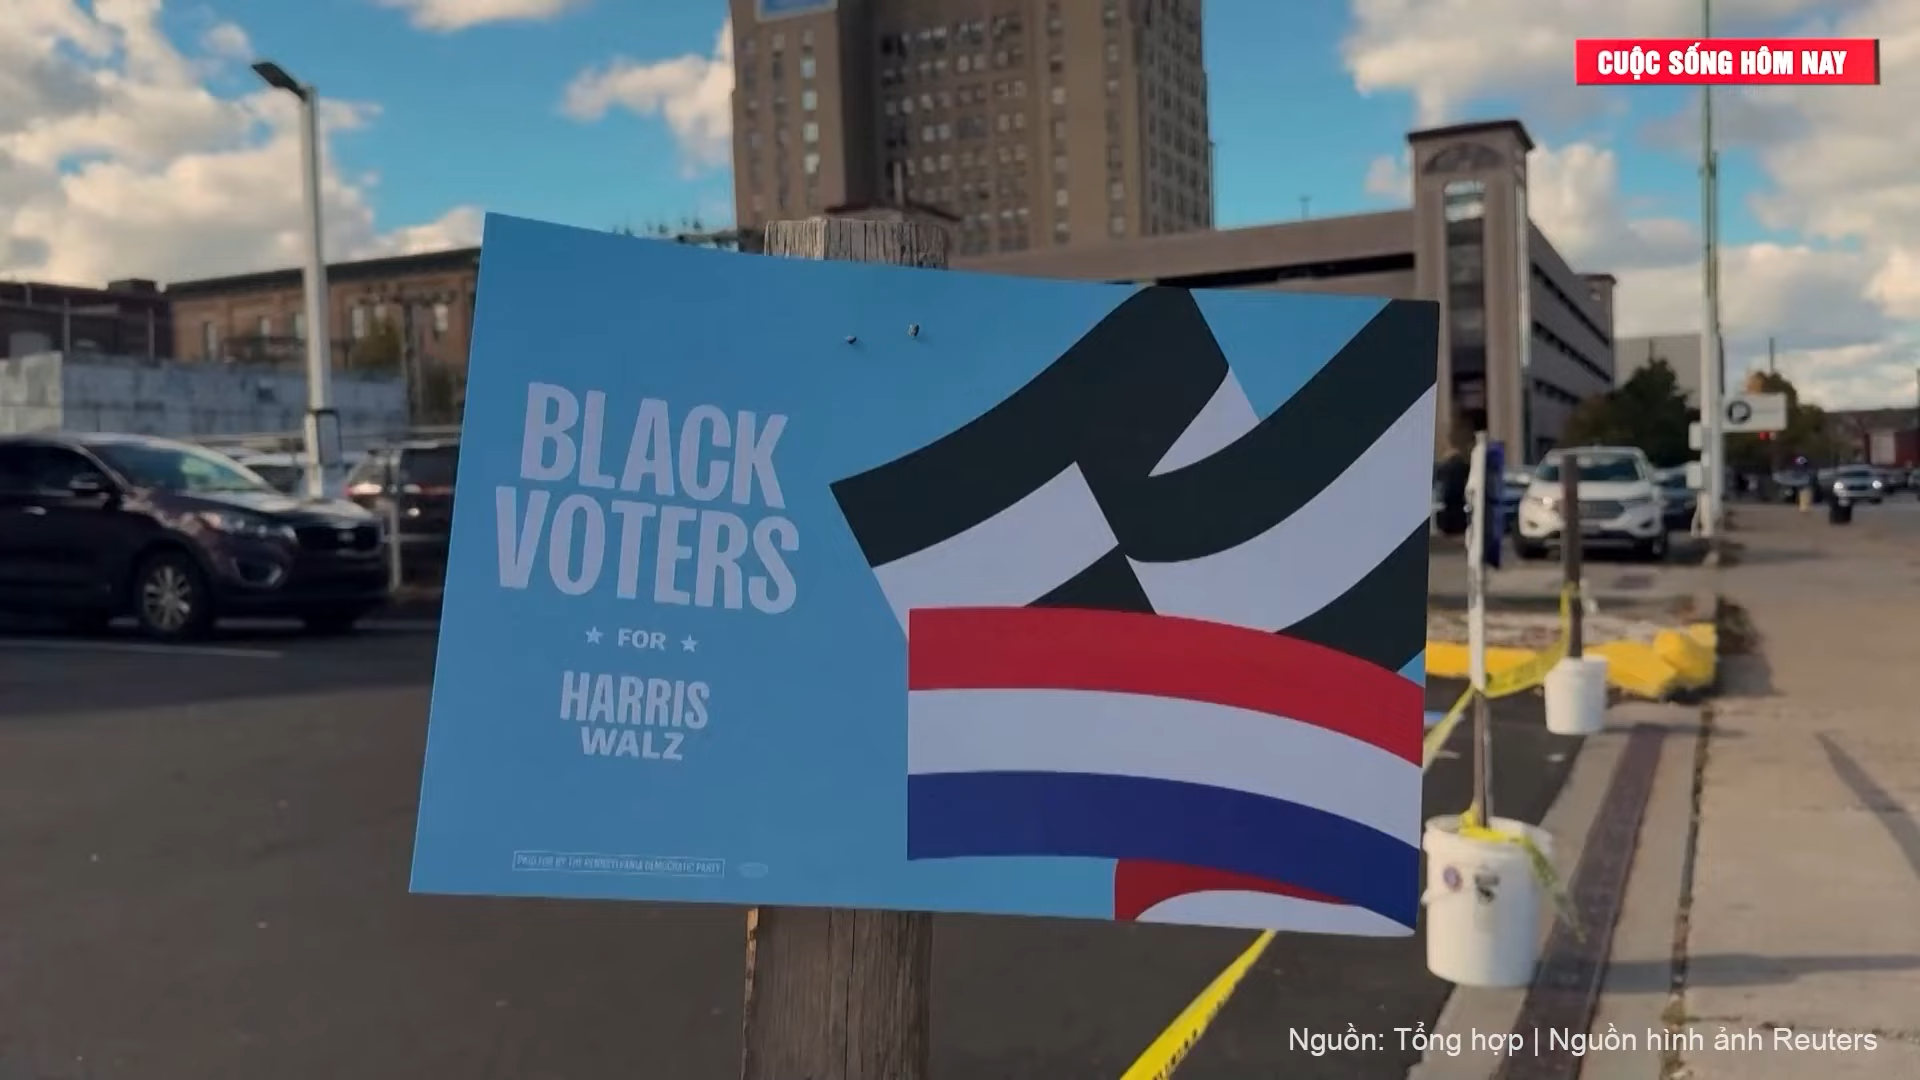 CUỘC SỐNG HÔM NAY
BLACK
VOTERS
★ FOR ★
HARRIS
WALZ
PAID FOR BY THE PENNSYLVANIA DEMOCRATIC PARTY
P
Nguồn: Tổng hợp | Nguồn hình ảnh Reuters